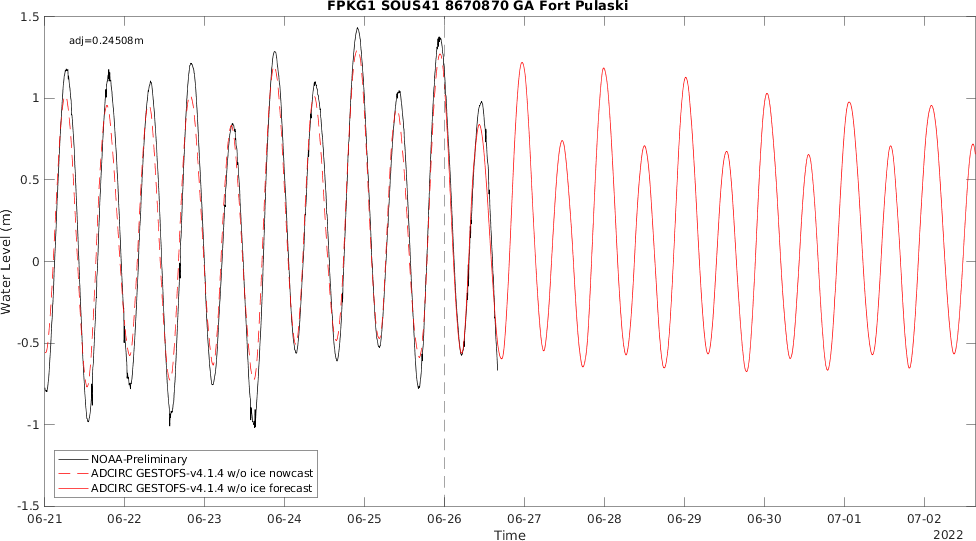 FPKG1 SOUS41 8670870 GA Fort Pulaski
1.5
adj=0.24508m
1
0.5
0
-0.5
-1
-1.5
Water Level (m)
NOAA-Preliminary
ADCIRC GESTOFS-v4.1.4 w/o ice nowcast
ADCIRC GESTOFS-v4.1.4 w/o ice forecast
06-21 06-22 06-23 06-24 06-25 06-26 06-27 06-28 06-29 06-30 07-01 07-02
Time
2022